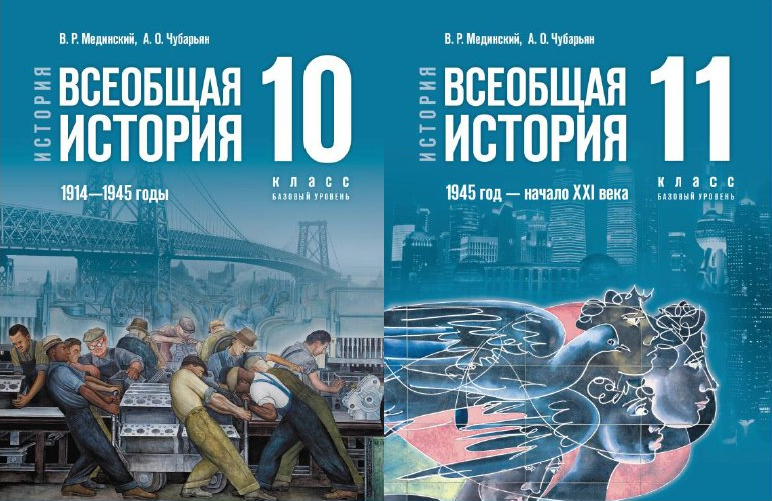 В. Р. Мединский, А. О. Чубарьян
ИСТОРИЯ
ВСЕОБЩАЯ
ИСТОРИЯ
10
класс
БАЗОВЫЙ УРОВЕНЬ
1914—1945 годы
В. Р. Мединский, А. О. Чубарьян
ИСТОРИЯ
ВСЕОБЩАЯ
ИСТОРИЯ
11
класс
БАЗОВЫЙ УРОВЕНЬ
1945 год — начало XXI века